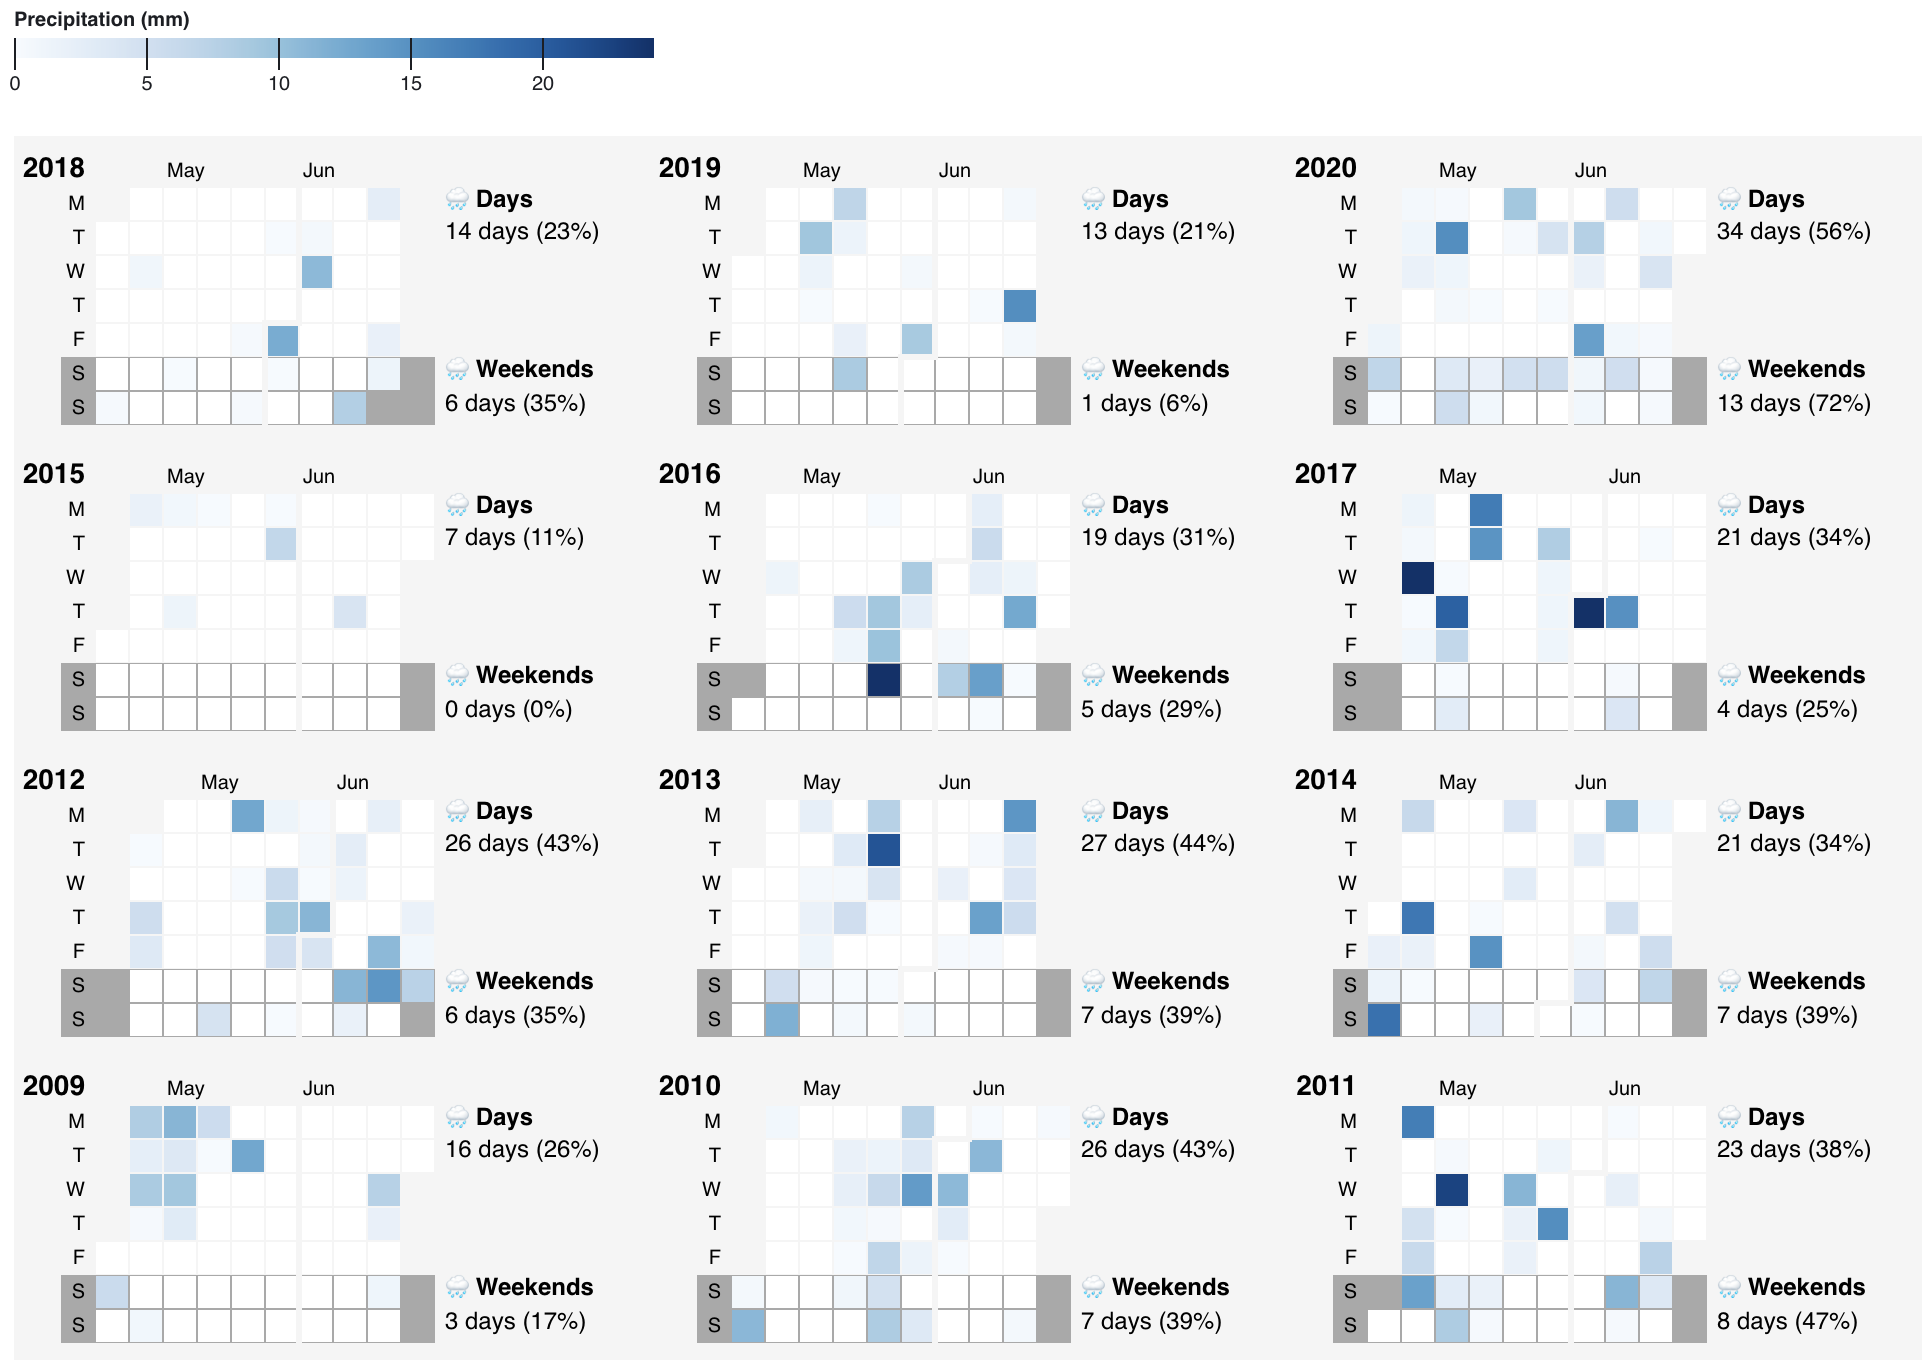 Precipitation (mm)
0 5 10 15 20
2018 May Jun
M
T
W
T
F
S
S
🌧️ Days
14 days (23%)
🌧️ Weekends
6 days (35%)
2019 May Jun
M
T
W
T
F
S
S
🌧️ Days
13 days (21%)
🌧️ Weekends
1 days (6%)
2020 May Jun
M
T
W
T
F
S
S
🌧️ Days
34 days (56%)
🌧️ Weekends
13 days (72%)
2015 May Jun
M
T
W
T
F
S
S
🌧️ Days
7 days (11%)
🌧️ Weekends
0 days (0%)
2016 May Jun
M
T
W
T
F
S
S
🌧️ Days
19 days (31%)
🌧️ Weekends
5 days (29%)
2017 May Jun
M
T
W
T
F
S
S
🌧️ Days
21 days (34%)
🌧️ Weekends
4 days (25%)
2012 May Jun
M
T
W
T
F
S
S
🌧️ Days
26 days (43%)
🌧️ Weekends
6 days (35%)
2013 May Jun
M
T
W
T
F
S
S
🌧️ Days
27 days (44%)
🌧️ Weekends
7 days (39%)
2014 May Jun
M
T
W
T
F
S
S
🌧️ Days
21 days (34%)
🌧️ Weekends
7 days (39%)
2009 May Jun
M
T
W
T
F
S
S
🌧️ Days
16 days (26%)
🌧️ Weekends
3 days (17%)
2010 May Jun
M
T
W
T
F
S
S
🌧️ Days
26 days (43%)
🌧️ Weekends
7 days (39%)
2011 May Jun
M
T
W
T
F
S
S
🌧️ Days
23 days (38%)
🌧️ Weekends
8 days (47%)